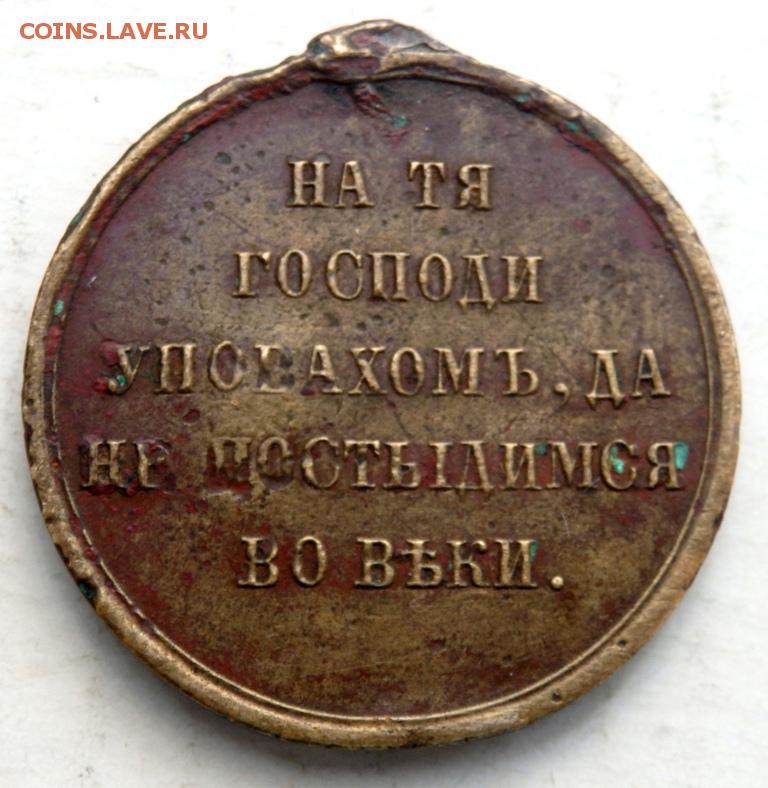 COINS.LAVE.RU
НА ТЯ
ГОСПОДИ
УПОВАХОМЪ, ДА
НЕ ПОСТЫДИМСЯ
ВО ВѢКИ.